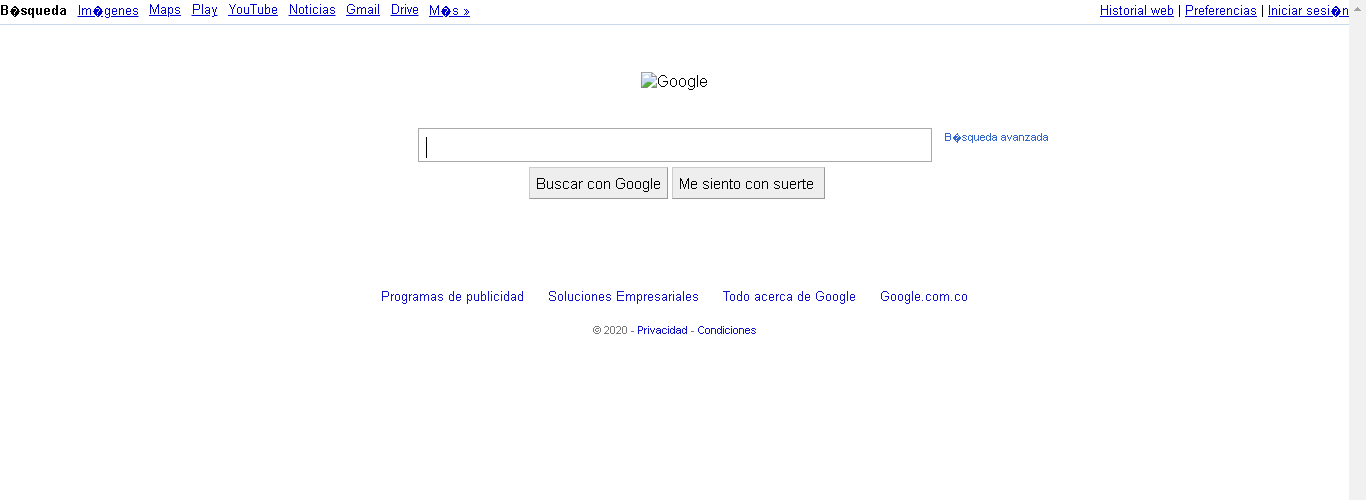 B�squeda Im�genes Maps Play YouTube Noticias Gmail Drive M�s » Historial web | Preferencias | Iniciar sesi�n
Google
B�squeda avanzada
Buscar con Google Me siento con suerte
Programas de publicidad Soluciones Empresariales Todo acerca de Google Google.com.co
© 2020 - Privacidad - Condiciones